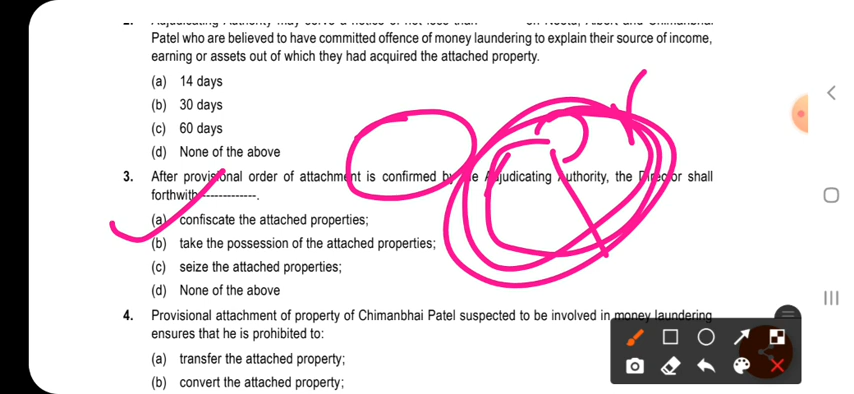 Patel who are believed to have committed offence of money laundering to explain their source of income,
earning or assets out of which they had acquired the attached property.
(a) 14 days
(b) 30 days
(c) 60 days
(d) None of the above
3. After provisional order of attachment is confirmed by the Adjudicating Authority, the Director shall
forthwith-------------.
(a) confiscate the attached properties;
(b) take the possession of the attached properties;
(c) seize the attached properties;
(d) None of the above
4. Provisional attachment of property of Chimanbhai Patel suspected to be involved in money laundering
ensures that he is prohibited to:
(a) transfer the attached property;
(b) convert the attached property;